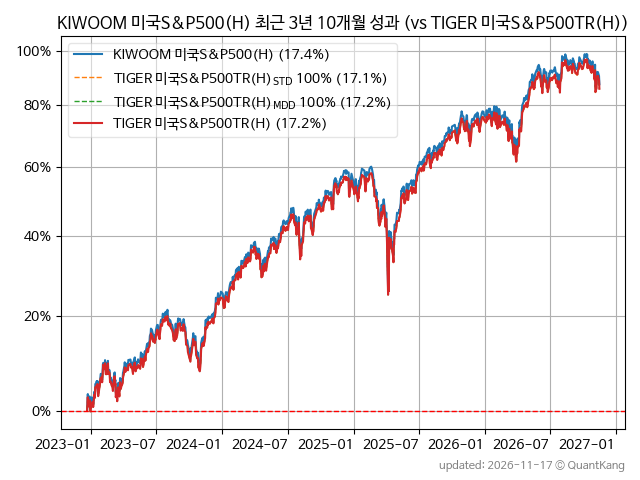 KIWOOM 미국S&P500(H) 최근 3년 10개월 성과 (vs TIGER 미국S&P500TR(H))
KIWOOM 미국S&P500(H) (17.4%)
TIGER 미국S&P500TR(H) STD 100% (17.1%)
TIGER 미국S&P500TR(H) MDD 100% (17.2%)
TIGER 미국S&P500TR(H) (17.2%)
100%
80%
60%
40%
20%
0%
2023-01 2023-07 2024-01 2024-07 2025-01 2025-07 2026-01 2026-07 2027-01
updated: 2026-11-17 © QuantKang